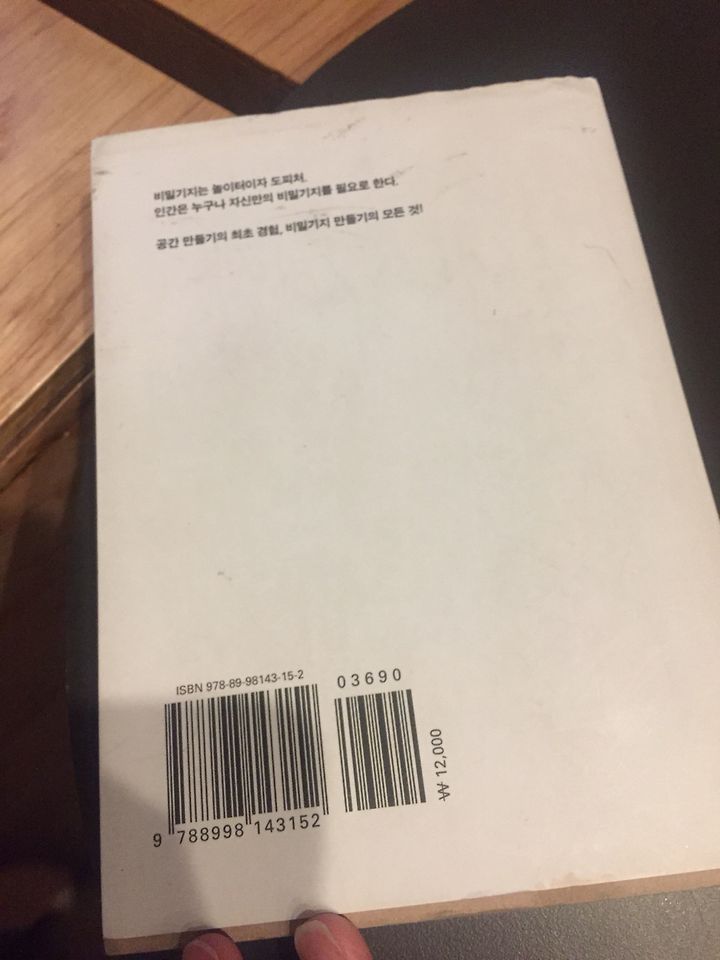 비밀기지는 놀이터이자 도피처.
인간은 누구나 자신만의 비밀기지를 필요로 한다.
공간 만들기의 최초 경험, 비밀기지 만들기의 모든 것!
ISBN 978-89-98143-15-2
03690
9 788998 143152
₩ 12,000